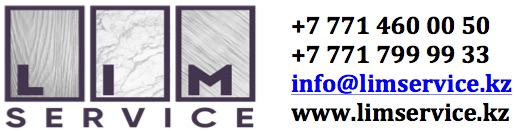 LIM
SERVICE
+7 771 460 00 50
+7 771 799 99 33
info@limservice.kz
www.limservice.kz